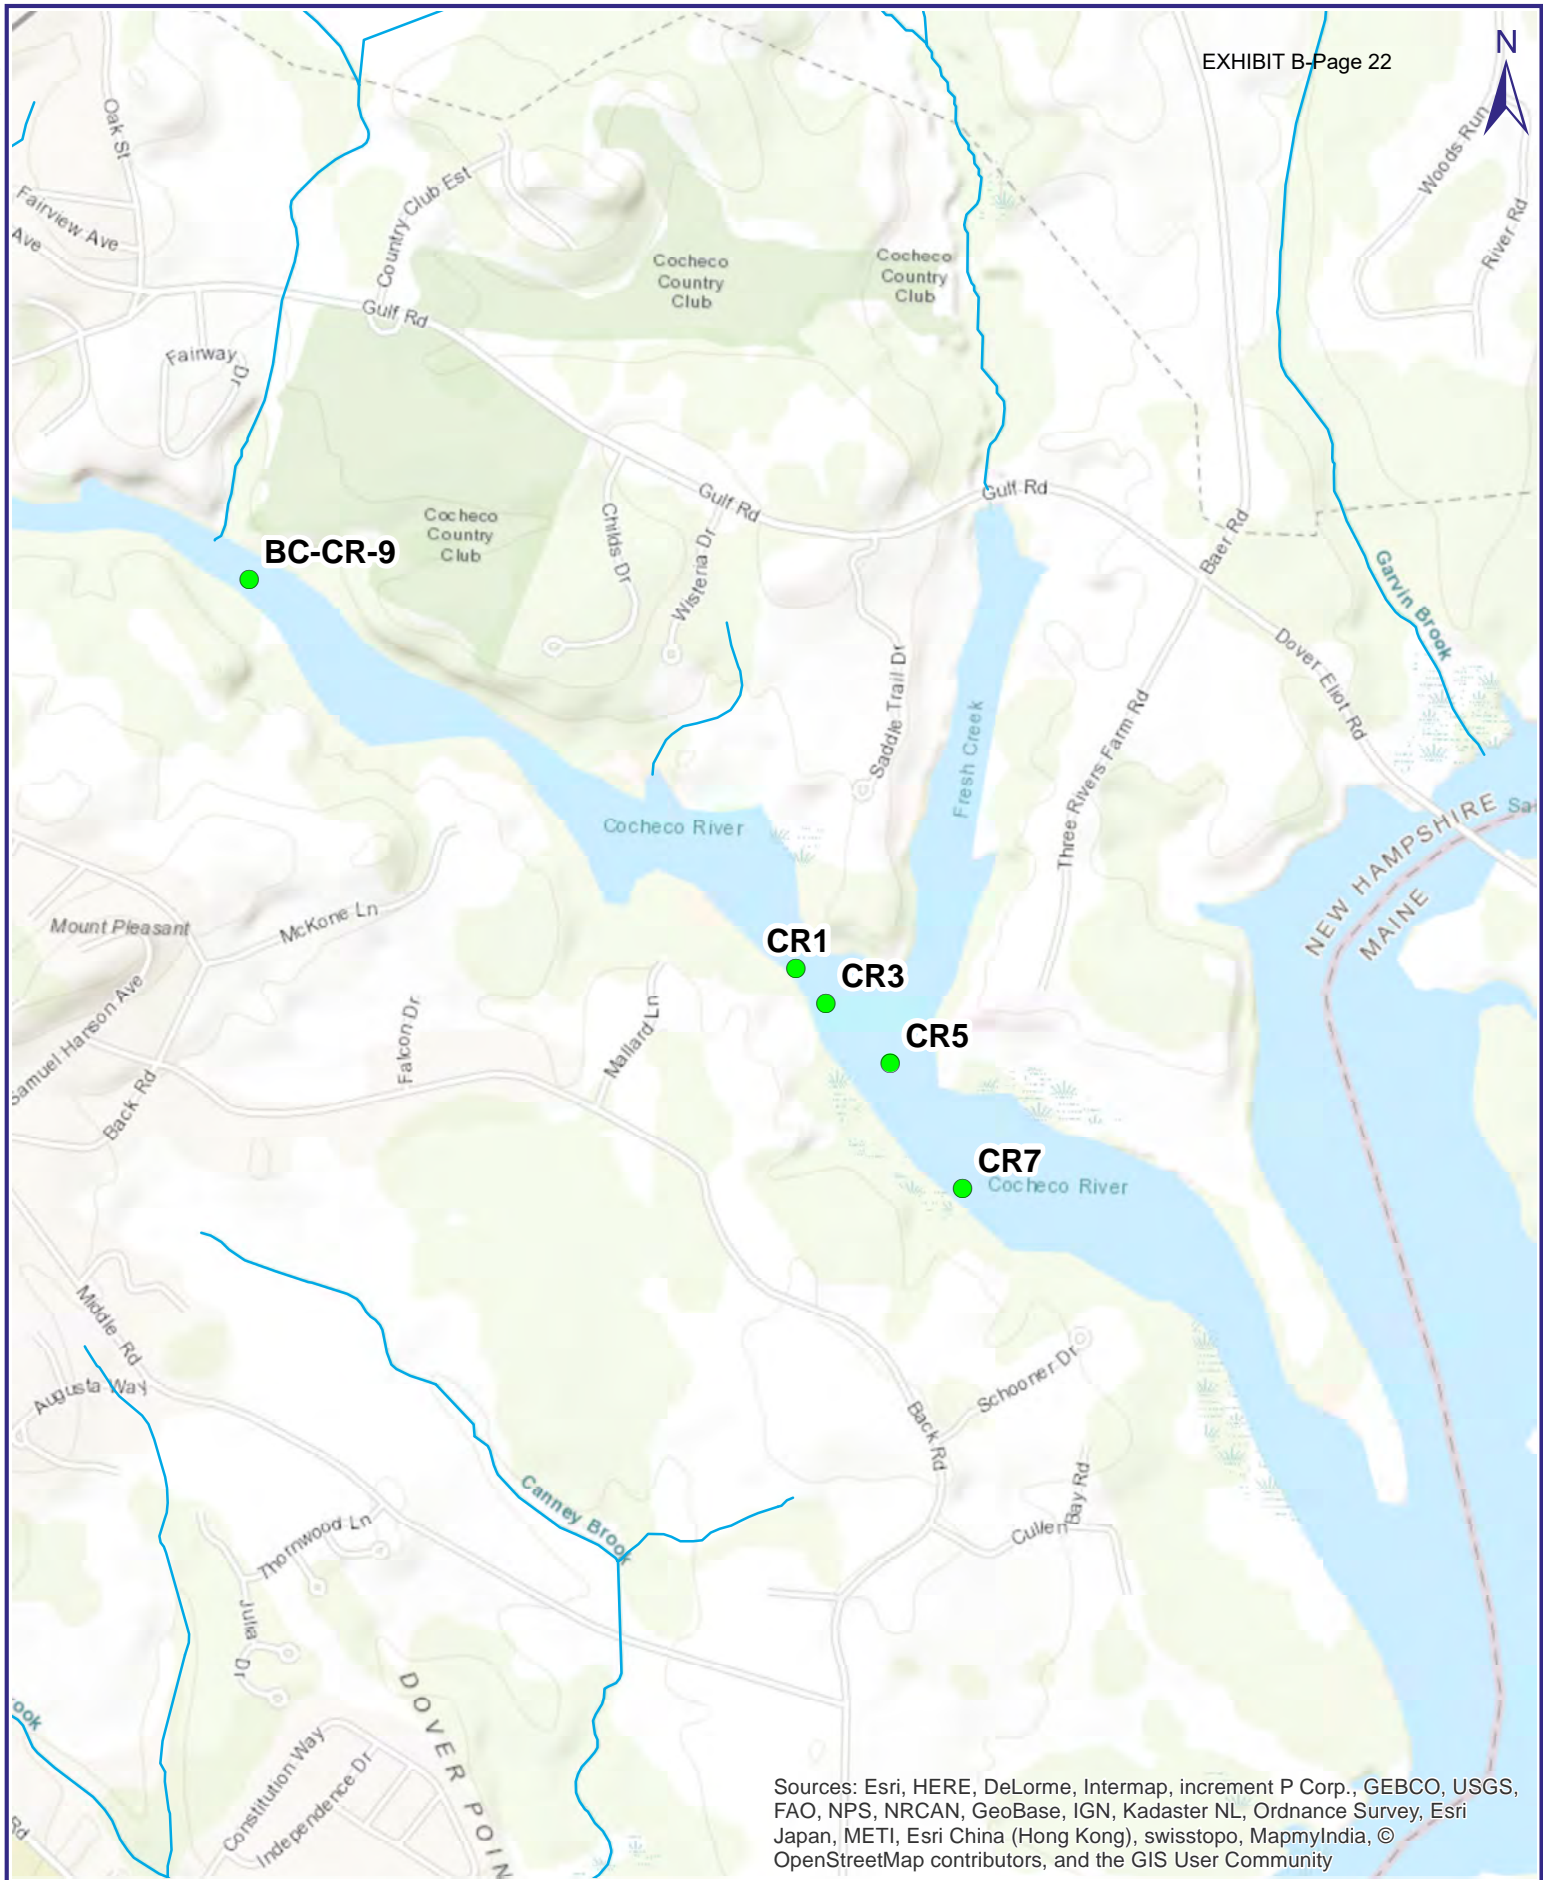 EXHIBIT B-Page 22
N
Oak St
Woods Run
Fairview Ave
Ave
Country Club Est
River Rd
Cocheco
Country
Club
Cocheco
Country
Club
Gulf Rd
Fairway Dr
Gulf Rd
Gulf Rd
Cocheco
Country
Club
Childs Dr
Wisteria Dr
Baer Rd
BC-CR-9
Garvin Brook
Dover-Eliot Rd
Saddle Trail Dr
Fresh Creek
Three Rivers Farm Rd
Cocheco River
NEW HAMPSHIRE
MAINE
Mount Pleasant
McKone Ln
CR1
CR3
Samuel Hanson Ave
Falcon Dr
Mallard Ln
CR5
Back Rd
CR7
Cocheco River
Middle Rd
Augusta Way
Schooner Dr
Back Rd
Canney Brook
Cullen Bay Rd
Thornwood Ln
Julia Dr
ook
DOVER POIN
Constitution Way
Independence Dr
Rd
Sources: Esri, HERE, DeLorme, Intermap, increment P Corp., GEBCO, USGS,
FAO, NPS, NRCAN, GeoBase, IGN, Kadaster NL, Ordnance Survey, Esri
Japan, METI, Esri China (Hong Kong), swisstopo, MapmyIndia, ©
OpenStreetMap contributors, and the GIS User Community